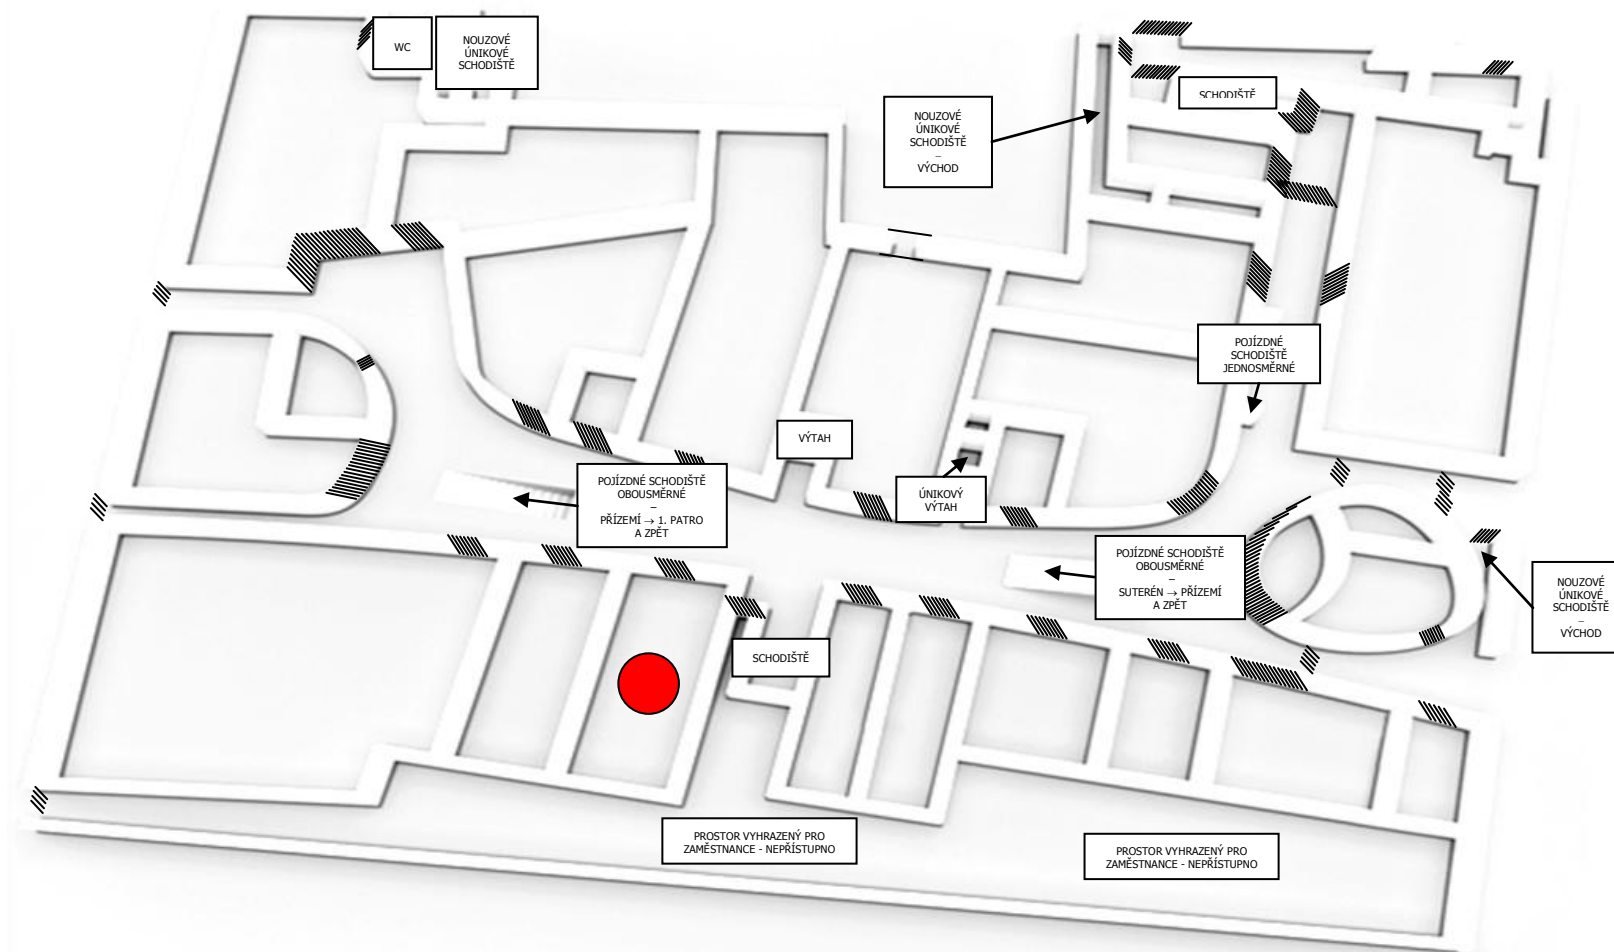 WC
NOUZOVÉ
ÚNIKOVÉ
SCHODIŠTĚ
SCHODIŠTĚ
NOUZOVÉ
ÚNIKOVÉ
SCHODIŠTĚ
–
VÝCHOD
POJÍZDNÉ
SCHODIŠTĚ
JEDNOSMĚRNÉ
VÝTAH
POJÍZDNÉ SCHODIŠTĚ
OBOUSMĚRNÉ
–
PŘÍZEMÍ → 1. PATRO
A ZPĚT
ÚNIKOVÝ
VÝTAH
POJÍZDNÉ SCHODIŠTĚ
OBOUSMĚRNÉ
–
SUTERÉN → PŘÍZEMÍ
A ZPĚT
NOUZOVÉ
ÚNIKOVÉ
SCHODIŠTĚ
–
VÝCHOD
SCHODIŠTĚ
PROSTOR VYHRAZENÝ PRO
ZAMĚSTNANCE - NEPŘÍSTUPNO
PROSTOR VYHRAZENÝ PRO
ZAMĚSTNANCE - NEPŘÍSTUPNO